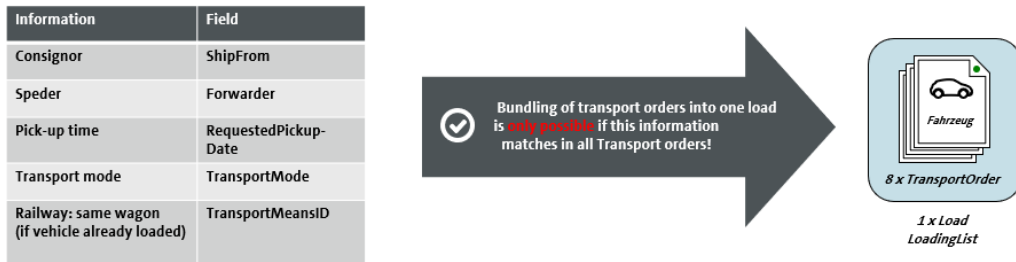 Information Field
Consignor ShipFrom
Speder Forwarder
Pick-up time RequestedPickup-
Date
Transport mode TransportMode
Railway: same wagon TransportMeansID
(if vehicle already loaded)
Bundling of transport orders into one load
is only possible if this information
matches in all Transport orders!
Fahrzeug
8 x TransportOrder
1 x Load
LoadingList